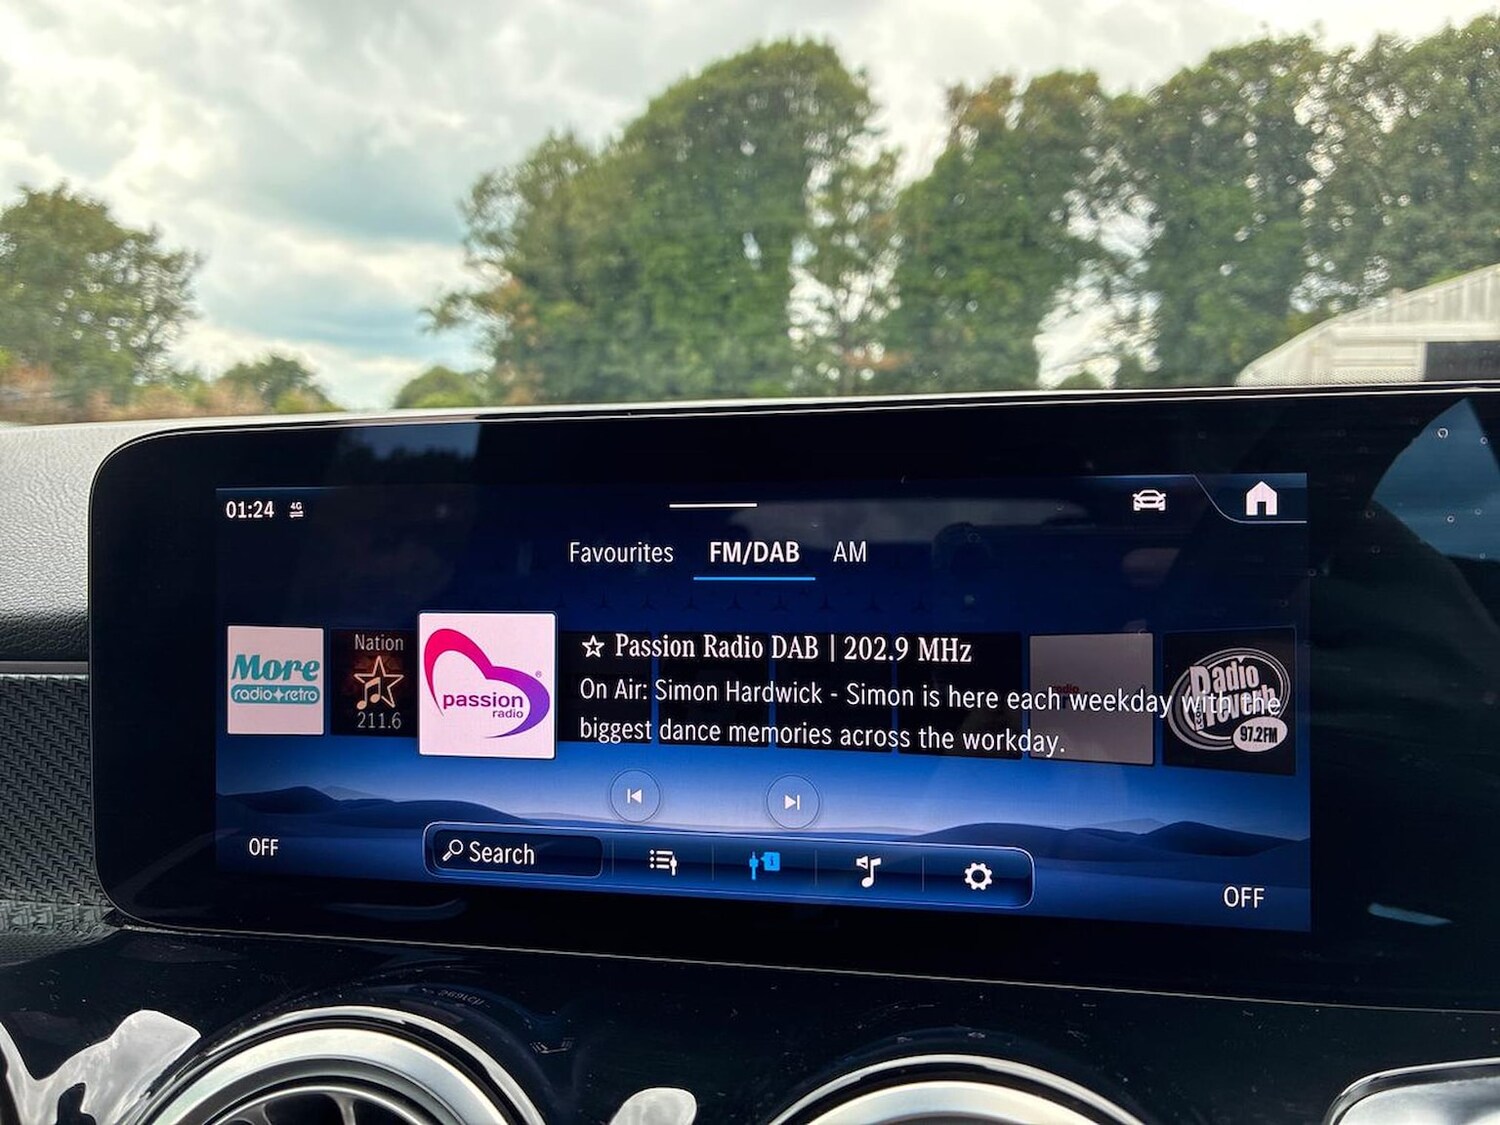 01:24 4G
Favourites FM/DAB AM
More
radio retro
Nation
211.6
passion
radio
☆ Passion Radio DAB | 202.9 MHz
On Air: Simon Hardwick - Simon is here each weekday with the
biggest dance memories across the workday.
Radio
Verulam
97.2FM
OFF
Search
OFF